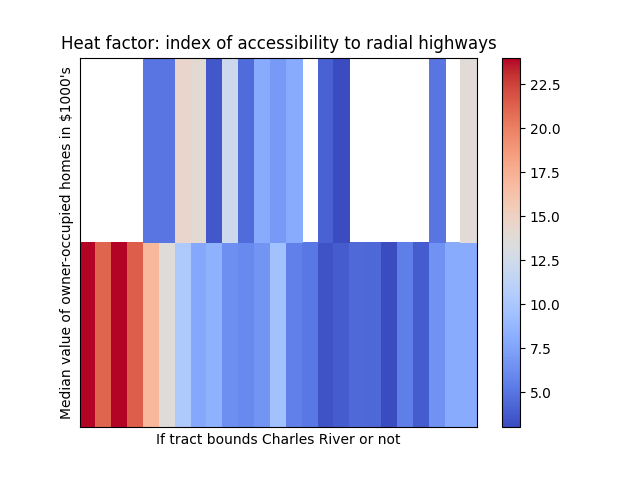 Heat factor: index of accessibility to radial highways
Median value of owner-occupied homes in $1000's
If tract bounds Charles River or not
22.5
20.0
17.5
15.0
12.5
10.0
7.5
5.0